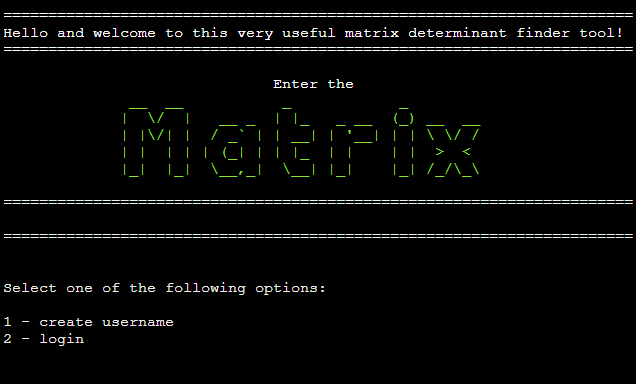 ======================================================================
Hello and welcome to this very useful matrix determinant finder tool!
======================================================================
Enter the
Matrix
======================================================================
======================================================================
Select one of the following options:
1 - create username
2 - login